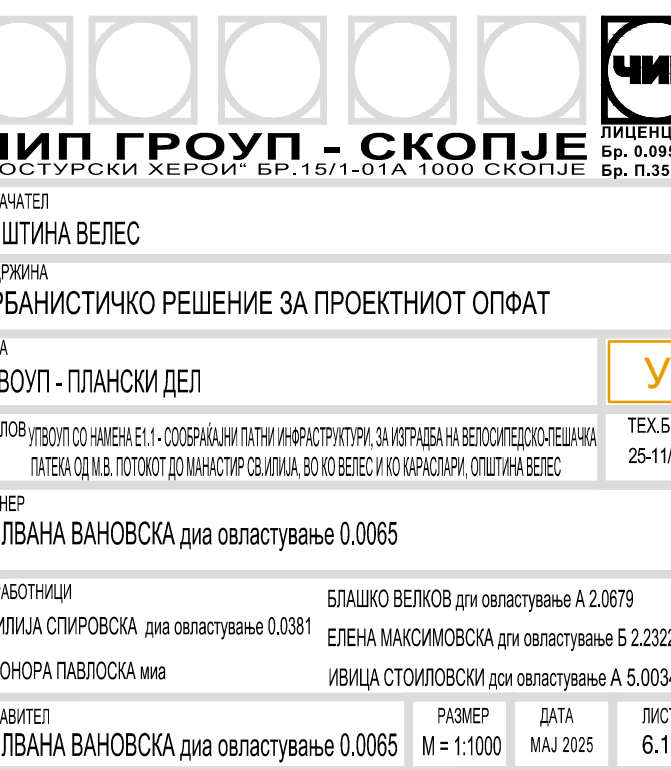 ЧИП ГРОУП - СКОПЈЕ
ОСТУРСКИ ХЕРОИ“ БР.15/1-01А 1000 СКОПЈЕ
ЛИЦЕНЦ
Бр. 0.095
Бр. П.35
АЧАТЕЛ
ШТИНА ВЕЛЕС
РЖИНА
РБАНИСТИЧКО РЕШЕНИЕ ЗА ПРОЕКТНИОТ ОПФАТ
А
ВОУП - ПЛАНСКИ ДЕЛ
У
ЛОВ УПВОУП СО НАМЕНА Е1.1 - СООБРАЌАЈНИ ПАТНИ ИНФРАСТРУКТУРИ, ЗА ИЗГРАДБА НА ВЕЛОСИПЕДСКО-ПЕШАЧКА
ПАТЕКА ОД М.В. ПОТОКОТ ДО МАНАСТИР СВ.ИЛИЈА, ВО КО ВЕЛЕС И КО КАРАСЛАРИ, ОПШТИНА ВЕЛЕС
ТЕХ.Б
25-11/
НЕР
ЛВАНА ВАНОВСКА диа овластување 0.0065
РАБОТНИЦИ
ИЛИЈА СПИРОВСКА диа овластување 0.0381
ОНОРА ПАВЛОСКА миа
БЛАШКО ВЕЛКОВ дги овластување А 2.0679
ЕЛЕНА МАКСИМОВСКА дги овластување Б 2.2322
ИВИЦА СТОИЛОВСКИ дси овластување А 5.0034
АВИТЕЛ
ЛВАНА ВАНОВСКА диа овластување 0.0065
РАЗМЕР
М = 1:1000
ДАТА
МАЈ 2025
ЛИСТ
6.1